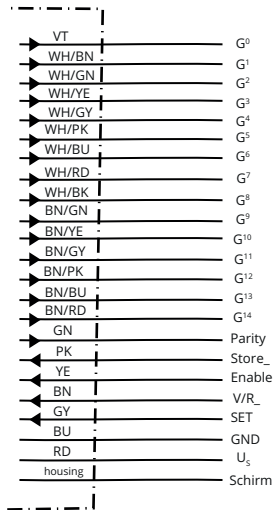 VT G⁰
WH/BN G¹
WH/GN G²
WH/YE G³
WH/GY G⁴
WH/PK G⁵
WH/BU G⁶
WH/RD G⁷
WH/BK G⁸
BN/GN G⁹
BN/YE G¹⁰
BN/GY G¹¹
BN/PK G¹²
BN/BU G¹³
BN/RD G¹⁴
GN Parity
PK Store_
YE Enable
BN V/R_
GY SET
BU GND
RD Uₛ
housing Schirm